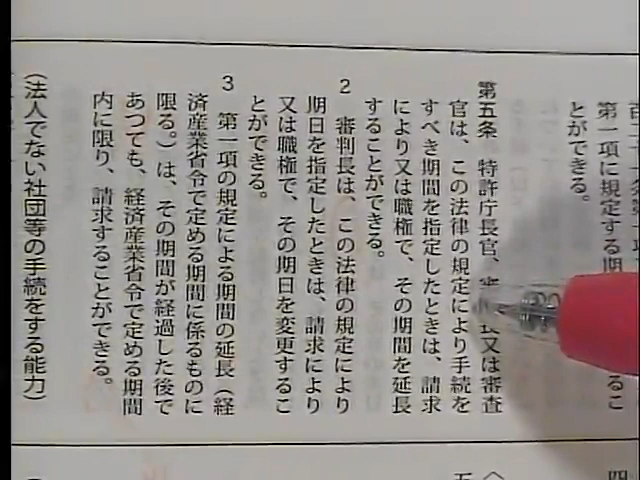 第一項に規定する期
とができる。
第五条　特許庁長官、審判長又は審査
官は、この法律の規定により手続を
すべき期間を指定したときは、請求
により又は職権で、その期間を延長
することができる。
2　審判長は、この法律の規定により
期日を指定したときは、請求により
又は職権で、その期日を変更するこ
とができる。
3　第一項の規定による期間の延長（経
済産業省令で定める期間に係るものに
限る。）は、その期間が経過した後で
あつても、経済産業省令で定める期間
内に限り、請求することができる。
（法人でない社団等の手続をする能力）